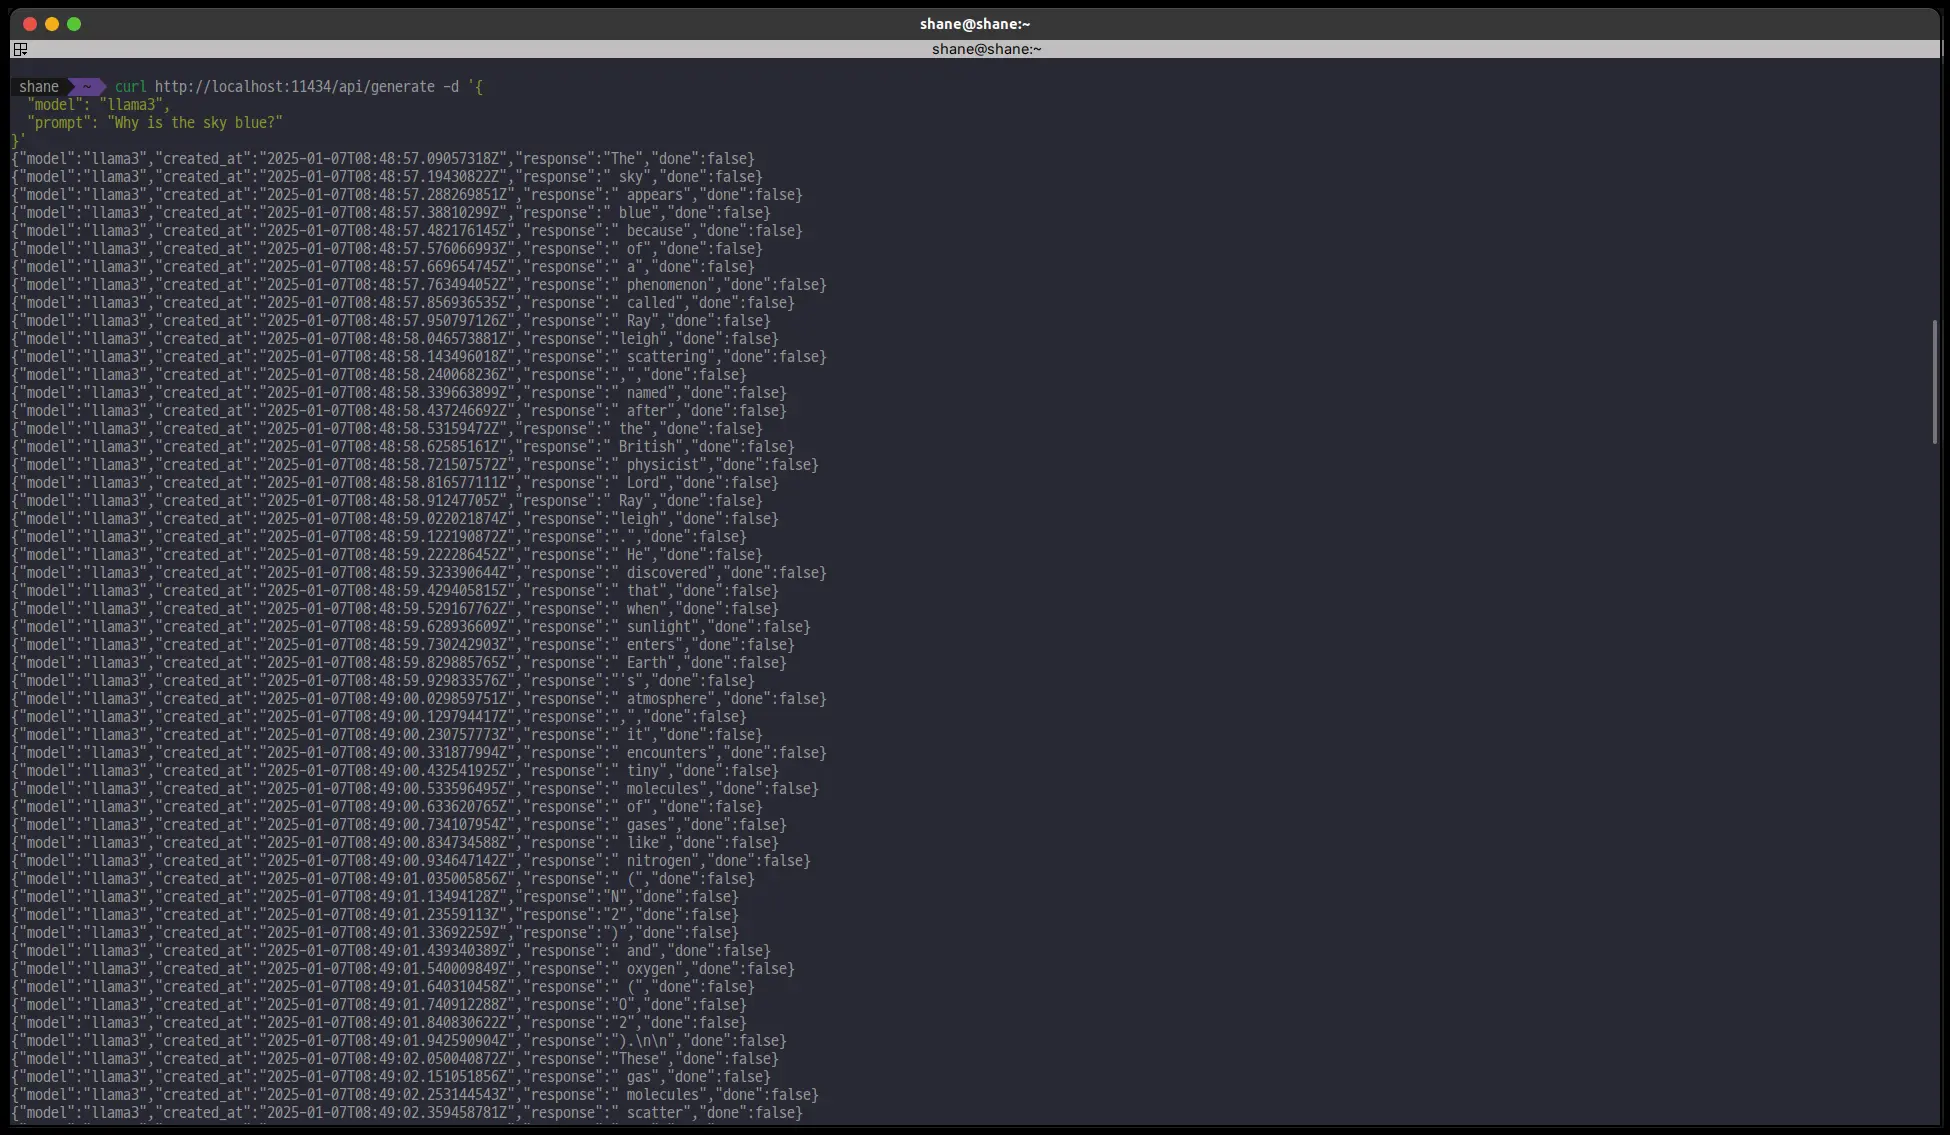 shane@shane:~
shane@shane:~
shane ~ curl http://localhost:11434/api/generate -d '{
  "model": "llama3",
  "prompt": "Why is the sky blue?"
}'
{"model":"llama3","created_at":"2025-01-07T08:48:57.09057318Z","response":"The","done":false}
{"model":"llama3","created_at":"2025-01-07T08:48:57.19430822Z","response":" sky","done":false}
{"model":"llama3","created_at":"2025-01-07T08:48:57.288269851Z","response":" appears","done":false}
{"model":"llama3","created_at":"2025-01-07T08:48:57.38810299Z","response":" blue","done":false}
{"model":"llama3","created_at":"2025-01-07T08:48:57.482176145Z","response":" because","done":false}
{"model":"llama3","created_at":"2025-01-07T08:48:57.576066993Z","response":" of","done":false}
{"model":"llama3","created_at":"2025-01-07T08:48:57.669654745Z","response":" a","done":false}
{"model":"llama3","created_at":"2025-01-07T08:48:57.763494052Z","response":" phenomenon","done":false}
{"model":"llama3","created_at":"2025-01-07T08:48:57.856936535Z","response":" called","done":false}
{"model":"llama3","created_at":"2025-01-07T08:48:57.950797126Z","response":" Ray","done":false}
{"model":"llama3","created_at":"2025-01-07T08:48:58.046573881Z","response":"leigh","done":false}
{"model":"llama3","created_at":"2025-01-07T08:48:58.143496018Z","response":" scattering","done":false}
{"model":"llama3","created_at":"2025-01-07T08:48:58.240068236Z","response":",","done":false}
{"model":"llama3","created_at":"2025-01-07T08:48:58.339663899Z","response":" named","done":false}
{"model":"llama3","created_at":"2025-01-07T08:48:58.437246692Z","response":" after","done":false}
{"model":"llama3","created_at":"2025-01-07T08:48:58.53159472Z","response":" the","done":false}
{"model":"llama3","created_at":"2025-01-07T08:48:58.62585161Z","response":" British","done":false}
{"model":"llama3","created_at":"2025-01-07T08:48:58.721507572Z","response":" physicist","done":false}
{"model":"llama3","created_at":"2025-01-07T08:48:58.816577111Z","response":" Lord","done":false}
{"model":"llama3","created_at":"2025-01-07T08:48:58.91247705Z","response":" Ray","done":false}
{"model":"llama3","created_at":"2025-01-07T08:48:59.022021874Z","response":"leigh","done":false}
{"model":"llama3","created_at":"2025-01-07T08:48:59.122190872Z","response":".","done":false}
{"model":"llama3","created_at":"2025-01-07T08:48:59.222286452Z","response":" He","done":false}
{"model":"llama3","created_at":"2025-01-07T08:48:59.323390644Z","response":" discovered","done":false}
{"model":"llama3","created_at":"2025-01-07T08:48:59.429405815Z","response":" that","done":false}
{"model":"llama3","created_at":"2025-01-07T08:48:59.529167762Z","response":" when","done":false}
{"model":"llama3","created_at":"2025-01-07T08:48:59.628936609Z","response":" sunlight","done":false}
{"model":"llama3","created_at":"2025-01-07T08:48:59.730242903Z","response":" enters","done":false}
{"model":"llama3","created_at":"2025-01-07T08:48:59.829885765Z","response":" Earth","done":false}
{"model":"llama3","created_at":"2025-01-07T08:48:59.929833576Z","response":"'s","done":false}
{"model":"llama3","created_at":"2025-01-07T08:49:00.029859751Z","response":" atmosphere","done":false}
{"model":"llama3","created_at":"2025-01-07T08:49:00.129794417Z","response":",","done":false}
{"model":"llama3","created_at":"2025-01-07T08:49:00.230757773Z","response":" it","done":false}
{"model":"llama3","created_at":"2025-01-07T08:49:00.331877994Z","response":" encounters","done":false}
{"model":"llama3","created_at":"2025-01-07T08:49:00.432541925Z","response":" tiny","done":false}
{"model":"llama3","created_at":"2025-01-07T08:49:00.533596495Z","response":" molecules","done":false}
{"model":"llama3","created_at":"2025-01-07T08:49:00.633620765Z","response":" of","done":false}
{"model":"llama3","created_at":"2025-01-07T08:49:00.734107954Z","response":" gases","done":false}
{"model":"llama3","created_at":"2025-01-07T08:49:00.834734588Z","response":" like","done":false}
{"model":"llama3","created_at":"2025-01-07T08:49:00.934647142Z","response":" nitrogen","done":false}
{"model":"llama3","created_at":"2025-01-07T08:49:01.035005856Z","response":" (","done":false}
{"model":"llama3","created_at":"2025-01-07T08:49:01.13494128Z","response":"N","done":false}
{"model":"llama3","created_at":"2025-01-07T08:49:01.23559113Z","response":"2","done":false}
{"model":"llama3","created_at":"2025-01-07T08:49:01.33692259Z","response":")","done":false}
{"model":"llama3","created_at":"2025-01-07T08:49:01.439340389Z","response":" and","done":false}
{"model":"llama3","created_at":"2025-01-07T08:49:01.540009849Z","response":" oxygen","done":false}
{"model":"llama3","created_at":"2025-01-07T08:49:01.640310458Z","response":" (","done":false}
{"model":"llama3","created_at":"2025-01-07T08:49:01.740912288Z","response":"O","done":false}
{"model":"llama3","created_at":"2025-01-07T08:49:01.840830622Z","response":"2","done":false}
{"model":"llama3","created_at":"2025-01-07T08:49:01.942590904Z","response":").\n\n","done":false}
{"model":"llama3","created_at":"2025-01-07T08:49:02.050040872Z","response":"These","done":false}
{"model":"llama3","created_at":"2025-01-07T08:49:02.151051856Z","response":" gas","done":false}
{"model":"llama3","created_at":"2025-01-07T08:49:02.253144543Z","response":" molecules","done":false}
{"model":"llama3","created_at":"2025-01-07T08:49:02.359458781Z","response":" scatter","done":false}